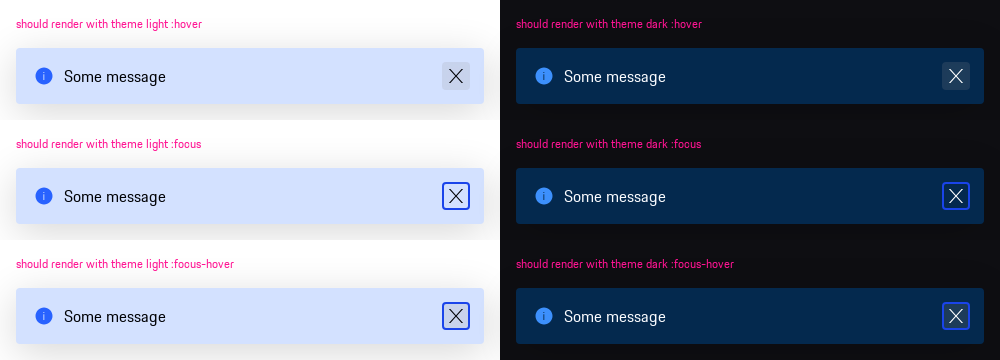 should render with theme light :hover
Some message
should render with theme light :focus
Some message
should render with theme light :focus-hover
Some message
should render with theme dark :hover
Some message
should render with theme dark :focus
Some message
should render with theme dark :focus-hover
Some message